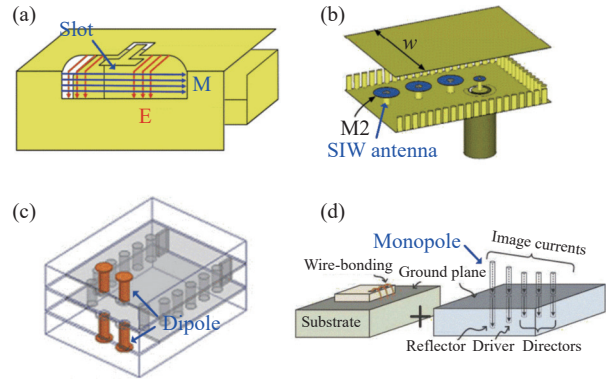 (a)
Slot
M
E
(b)
w
M2
SIW antenna
(c)
Dipole
(d)
Monopole
Image currents
Wire-bonding
Ground plane
Substrate
+
Reflector Driver Directors